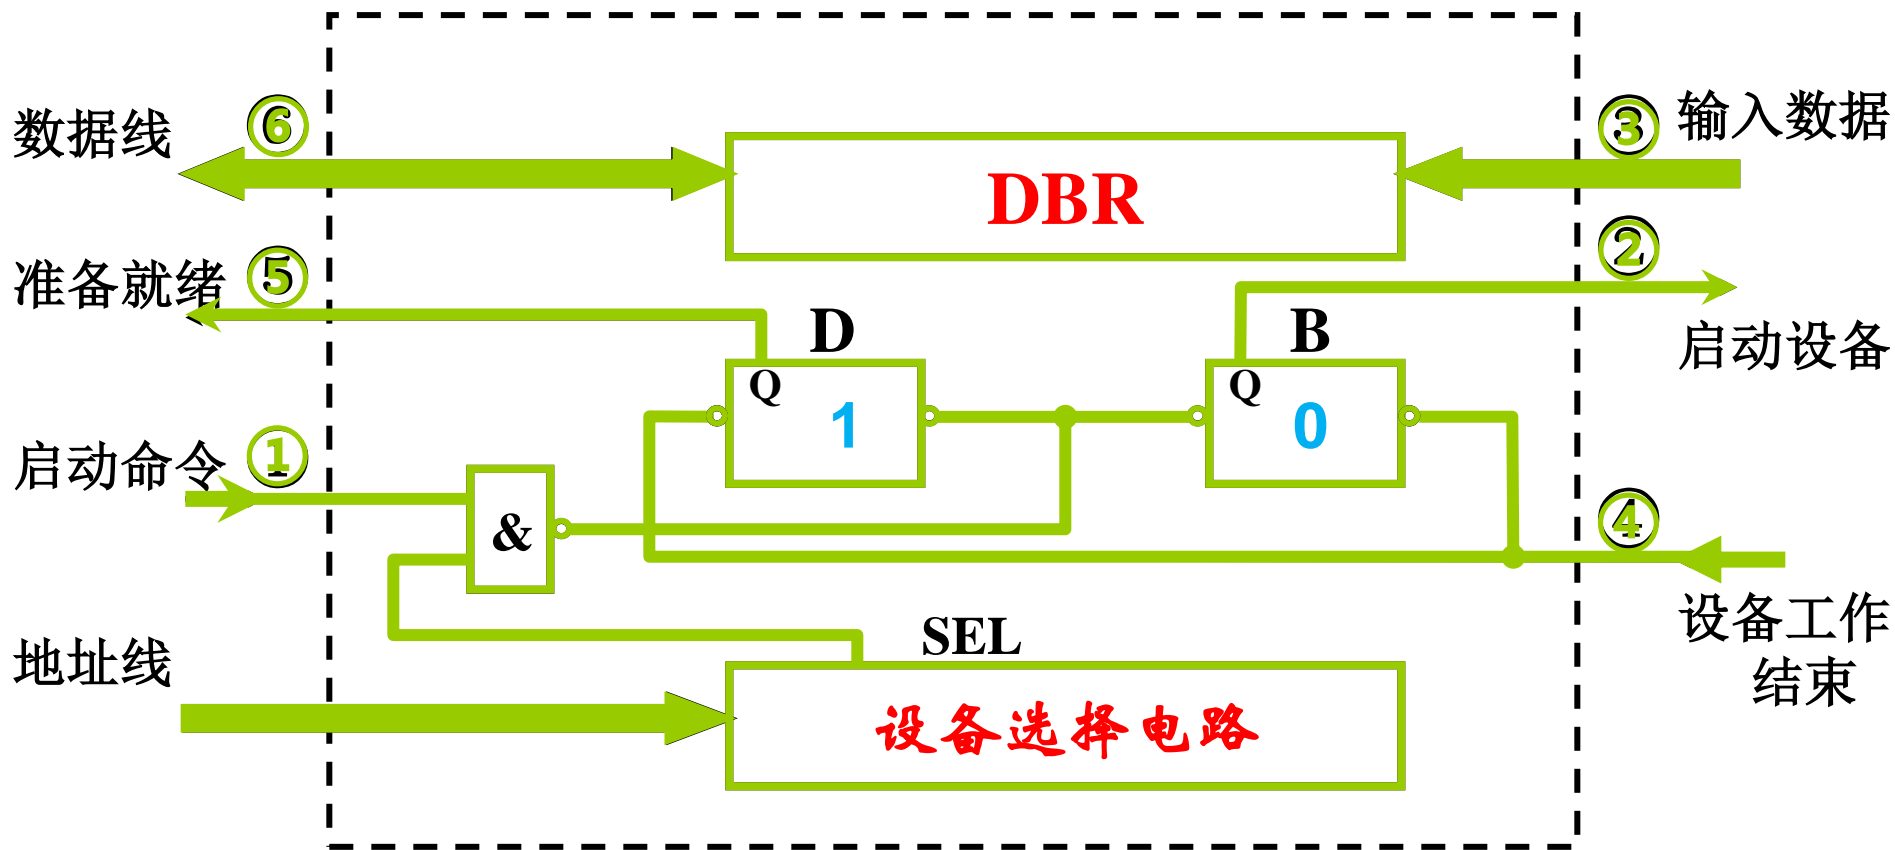 数据线
⑥
③
输入数据
DBR
准备就绪
⑤
②
启动设备
D
B
Q
1
Q
0
启动命令
①
&
④
设备工作
结束
地址线
SEL
设备选择电路